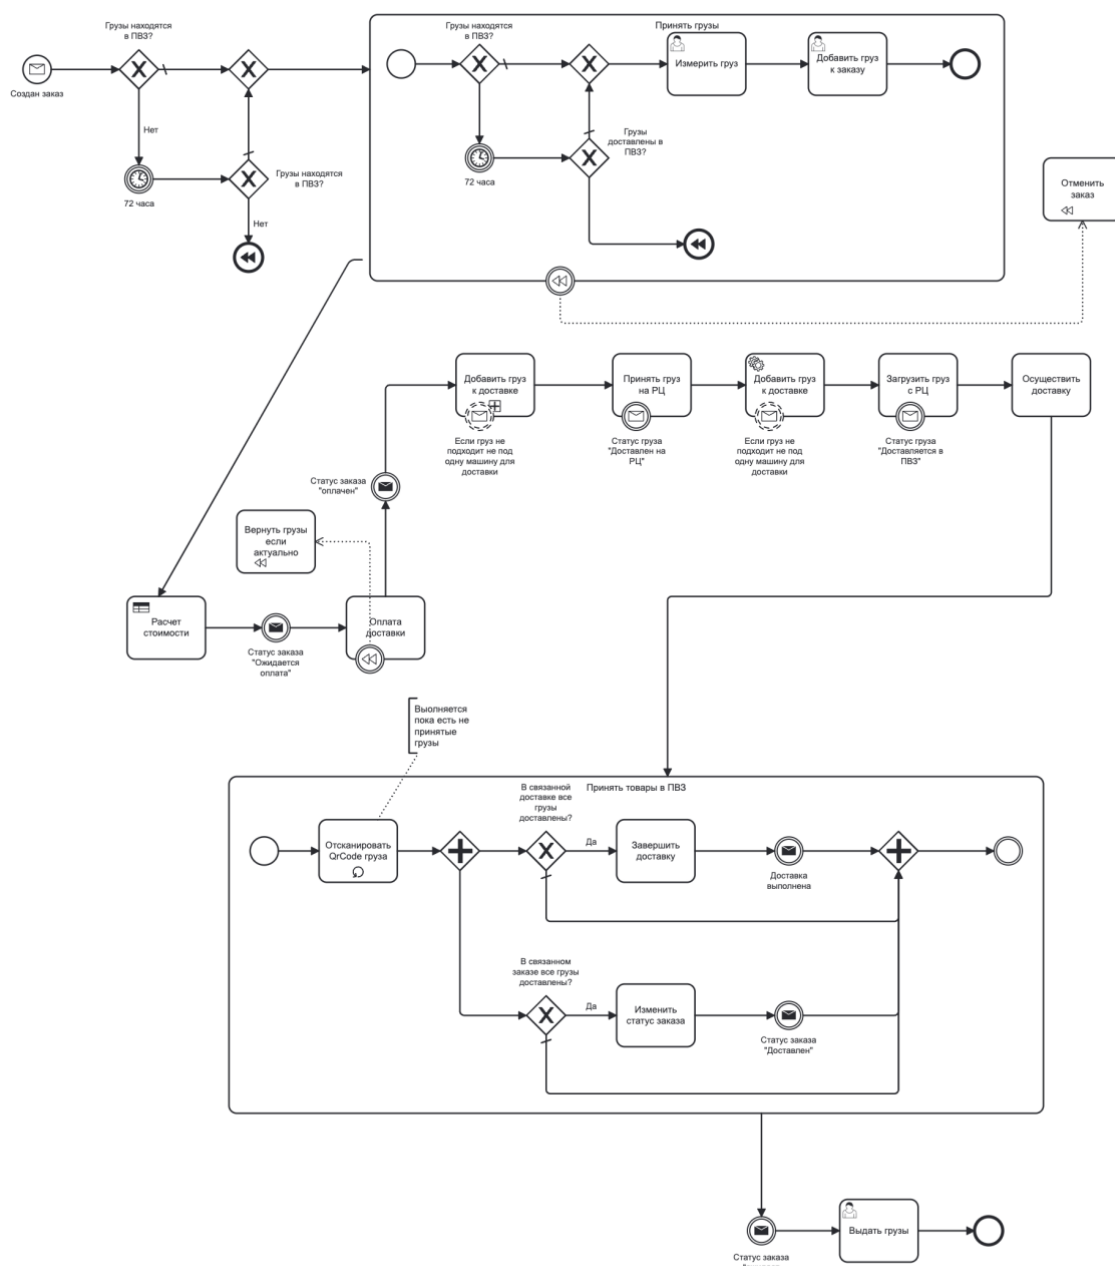 Грузы находятся
в ПВЗ?
Создан заказ
Нет
72 часа
Грузы находятся
в ПВЗ?
Нет
Принять грузы
Грузы находятся
в ПВЗ?
72 часа
Грузы
доставлены в
ПВЗ?
Измерить груз
Добавить груз
к заказу
Отменить
заказ
Добавить груз
к доставке
Если груз не
подходит не под
одну машину для
доставки
Принять груз
на РЦ
Статус груза
"Доставлен на
РЦ"
Добавить груз
к доставке
Если груз не
подходит не под
одну машину для
доставки
Загрузить груз
с РЦ
Статус груза
"Доставляется в
ПВЗ"
Осуществить
доставку
Статус заказа
"оплачен"
Вернуть грузы
если
актуально
Расчет
стоимости
Статус заказа
"Ожидается
оплата"
Оплата
доставки
Выолняется
пока есть не
принятые
грузы
Принять товары в ПВЗ
Отсканировать
QrCode груза
В связанной
доставке все
грузы
доставлены?
Да
Завершить
доставку
Доставка
выполнена
В связанном
заказе все грузы
доставлены?
Да
Изменить
статус заказа
Статус заказа
"Доставлен"
Статус заказа
Выдать грузы